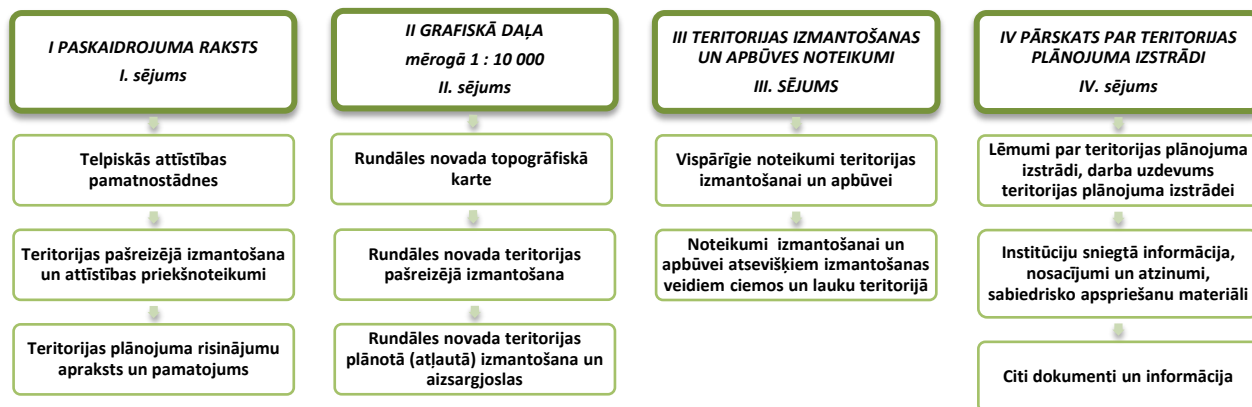 I PASKAIDROJUMA RAKSTS
I. sējums
Telpiskās attīstības
pamatnostādnes
Teritorijas pašreizējā izmantošana
un attīstības priekšnoteikumi
Teritorijas plānojuma risinājumu
apraksts un pamatojums
II GRAFISKĀ DAĻA
mērogā 1 : 10 000
II. sējums
Rundāles novada topogrāfiskā
karte
Rundāles novada teritorijas
pašreizējā izmantošana
Rundāles novada teritorijas
plānotā (atļautā) izmantošana un
aizsargjoslas
III TERITORIJAS IZMANTOŠANAS
UN APBŪVES NOTEIKUMI
III. SĒJUMS
Vispārīgie noteikumi teritorijas
izmantošanai un apbūvei
Noteikumi izmantošanai un
apbūvei atsevišķiem izmantošanas
veidiem ciemos un lauku teritorijā
IV PĀRSKATS PAR TERITORIJAS
PLĀNOJUMA IZSTRĀDI
IV. sējums
Lēmumi par teritorijas plānojuma
izstrādi, darba uzdevums
teritorijas plānojuma izstrādei
Institūciju sniegtā informācija,
nosacījumi un atzinumi,
sabiedrisko apspriešanu materiāli
Citi dokumenti un informācija